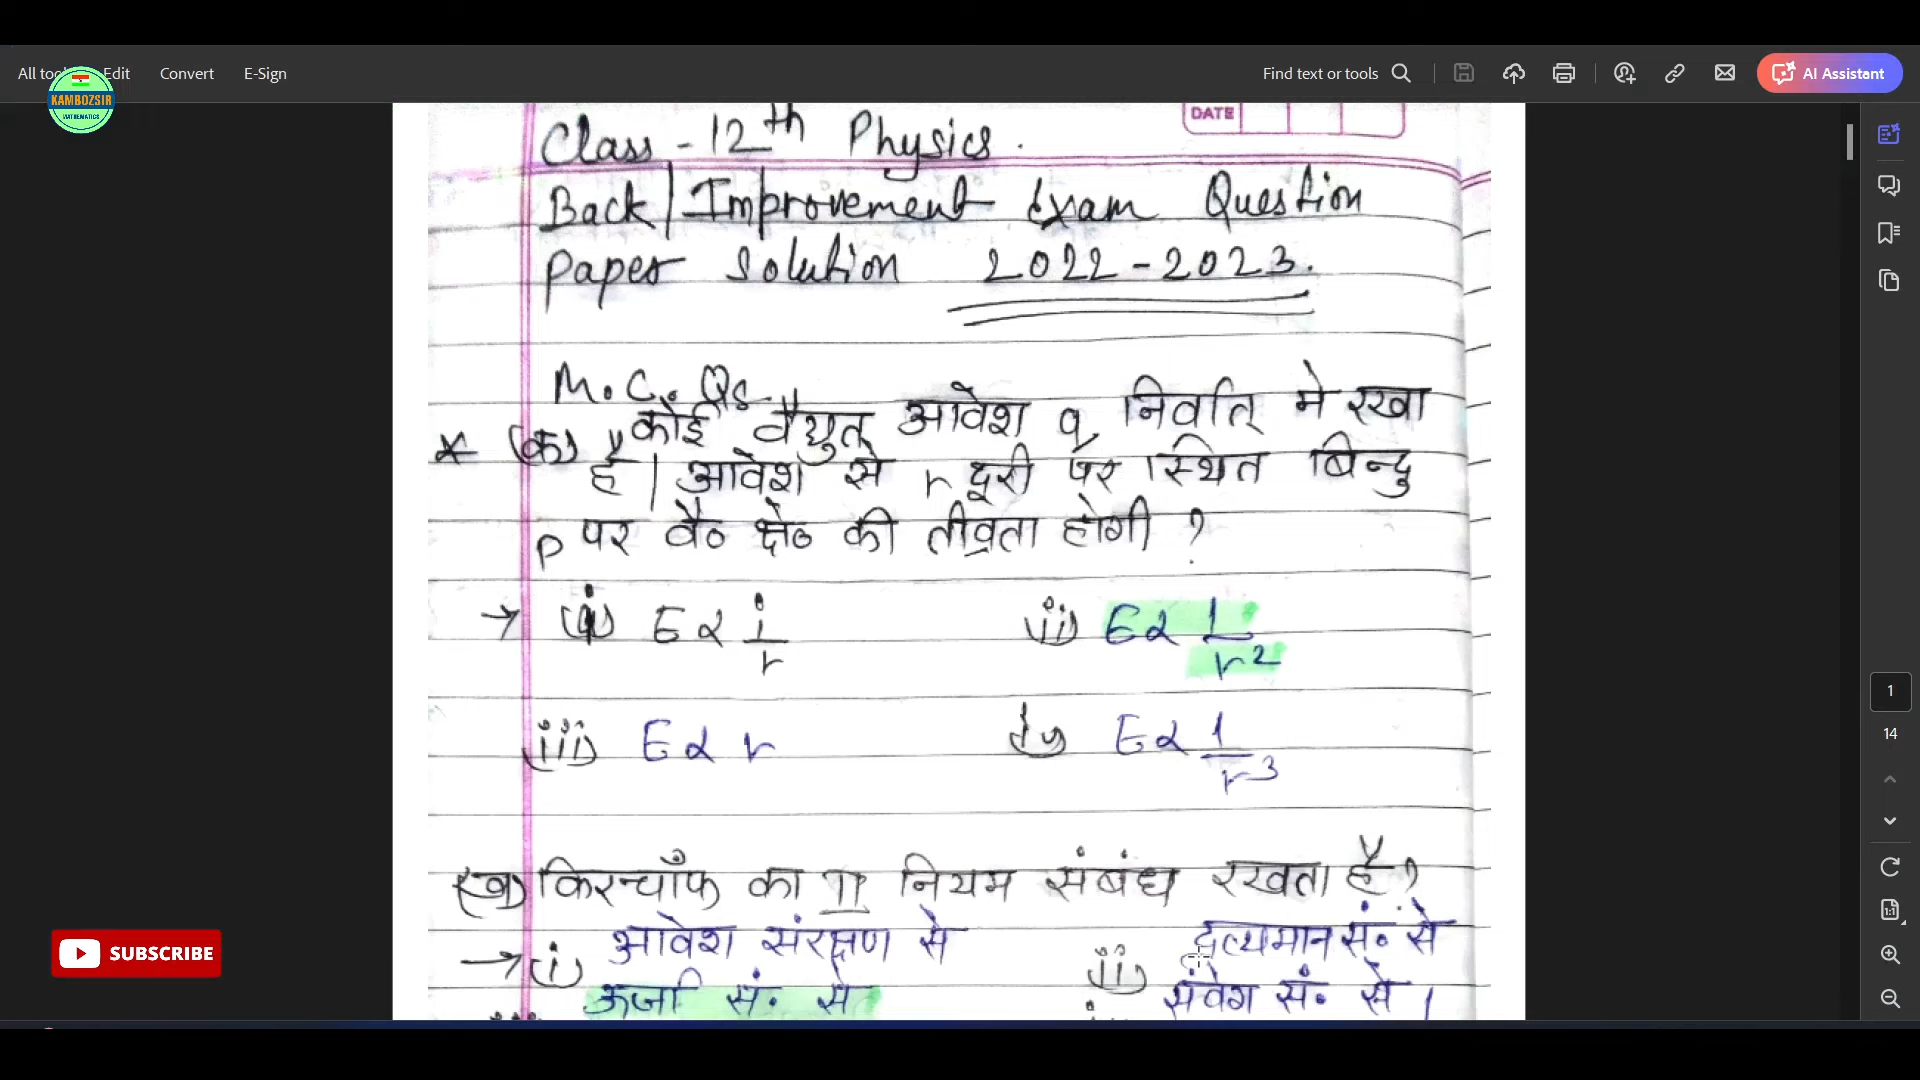 All tools Edit Convert E-Sign Find text or tools AI Assistant
KAMBOZSIR
MATHEMATICS
DATE
Class - 12th Physics.
Back/Improvement Exam Question
Paper Solution 2022-2023.
M.C.Qs.
* (क) कोई वैद्युत आवेश q निर्वात में रखा
है। आवेश से r दूरी पर स्थित बिन्दु
P पर वै० क्षे० की तीव्रता होगी ?
→ (i) E α 1/r (ii) E α 1/r²
(iii) E α r iv) E α 1/r³
(ख) किरचॉफ का II नियम संबंध रखता है ?
→ (i) आवेश संरक्षण से (ii) द्रव्यमान सं० से
ऊर्जा सं० से संवेग सं० से।
SUBSCRIBE
1
14